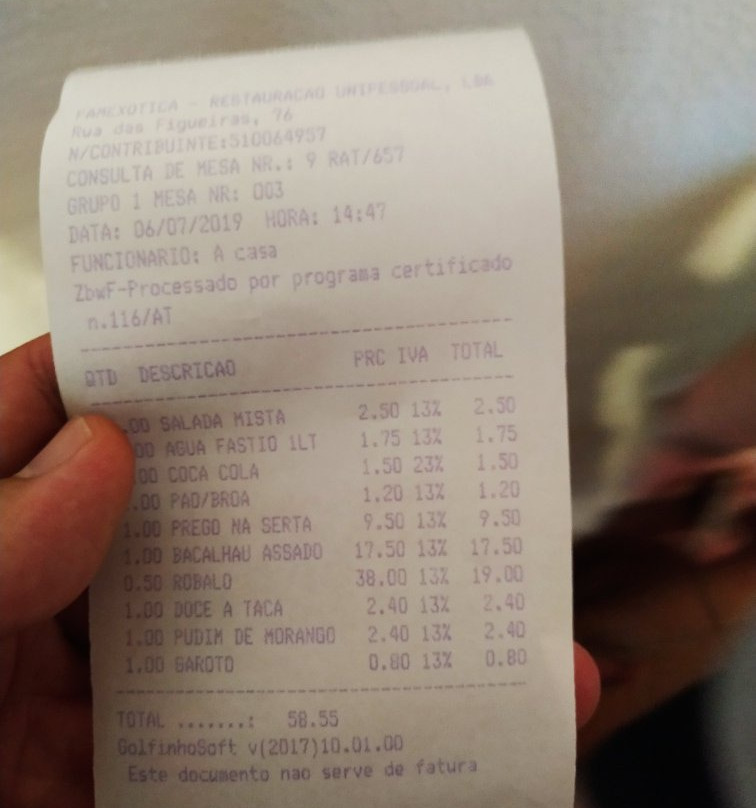 PAMEXOTICA - RESTAURACAO UNIPESSOAL, LDA
Rua das Figueiras, 76
N/CONTRIBUINTE:510064957
CONSULTA DE MESA NR.: 9 RAT/657
GRUPO 1 MESA NR: 003
DATA: 06/07/2019 HORA: 14:47
FUNCIONARIO: A casa
ZbwF-Processado por programa certificado
n.116/AT
QTD DESCRICAO PRC IVA TOTAL
.00 SALADA MISTA 2.50 13% 2.50
00 AGUA FASTIO 1LT 1.75 13% 1.75
00 COCA COLA 1.50 23% 1.50
.00 PAO/BROA 1.20 13% 1.20
1.00 PREGO NA SERTA 9.50 13% 9.50
1.00 BACALHAU ASSADO 17.50 13% 17.50
0.50 ROBALO 38.00 13% 19.00
1.00 DOCE A TACA 2.40 13% 2.40
1.00 PUDIM DE MORANGO 2.40 13% 2.40
1.00 GAROTO 0.80 13% 0.80
TOTAL .......: 58.55
GolfinhoSoft v(2017)10.01.00
Este documento nao serve de fatura